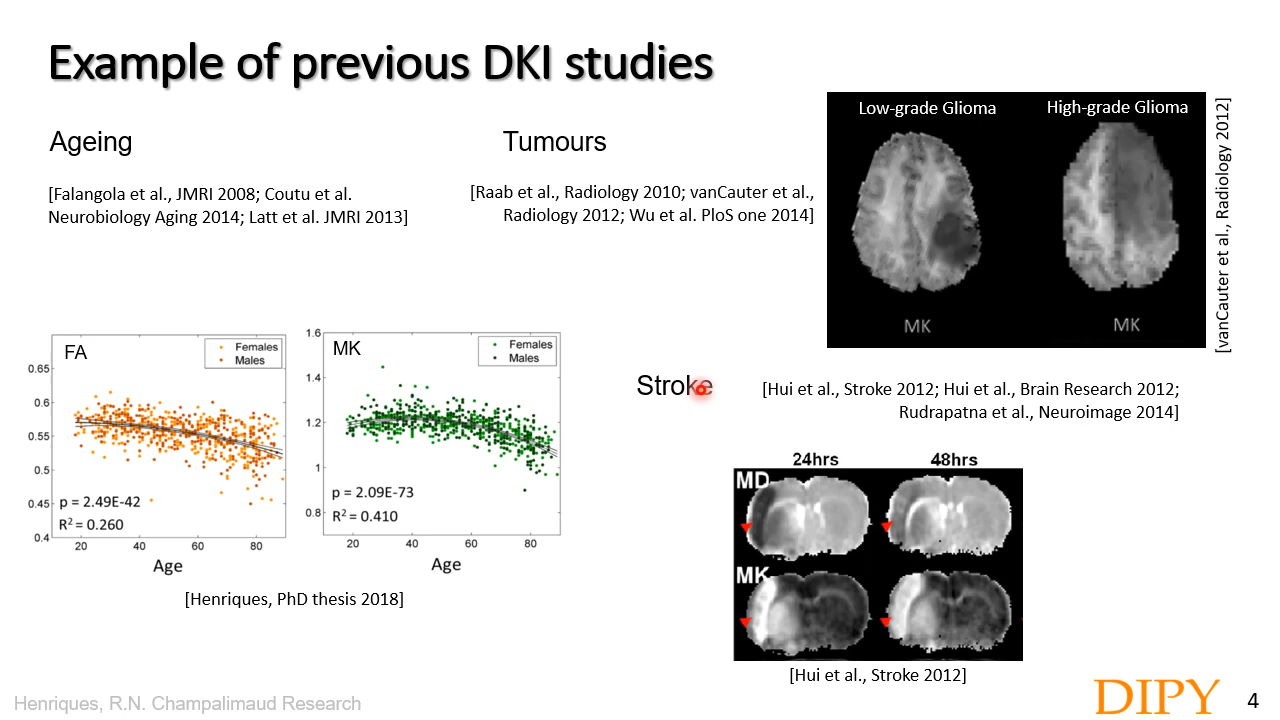 Example of previous DKI studies
Ageing
[Falangola et al., JMRI 2008; Coutu et al.
Neurobiology Aging 2014; Latt et al. JMRI 2013]
Tumours
[Raab et al., Radiology 2010; vanCauter et al.,
Radiology 2012; Wu et al. PloS one 2014]
Low-grade Glioma
High-grade Glioma
MK
MK
[vanCauter et al., Radiology 2012]
FA
Females
Males
0.65
0.6
0.55
0.5
0.45
0.4
p = 2.49E-42
R² = 0.260
20 40 60 80
Age
MK
Females
Males
1.6
1.4
1.2
1
0.8
p = 2.09E-73
R² = 0.410
20 40 60 80
Age
[Henriques, PhD thesis 2018]
Stroke
[Hui et al., Stroke 2012; Hui et al., Brain Research 2012;
Rudrapatna et al., Neuroimage 2014]
24hrs
48hrs
MD
MK
[Hui et al., Stroke 2012]
Henriques, R.N. Champalimaud Research
DIPY
4